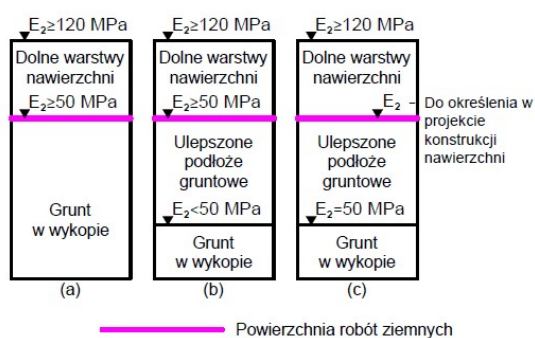 E₂≥120 MPa
Dolne warstwy
nawierzchni
E₂≥50 MPa
Grunt
w wykopie
(a)
E₂≥120 MPa
Dolne warstwy
nawierzchni
E₂≥50 MPa
Ulepszone
podłoże
gruntowe
E₂<50 MPa
Grunt
w wykopie
(b)
E₂≥120 MPa
Dolne warstwy
nawierzchni
E₂ - Do określenia w
projekcie
konstrukcji
nawierzchni
Ulepszone
podłoże
gruntowe
E₂=50 MPa
Grunt
w wykopie
(c)
Powierzchnia robót ziemnych